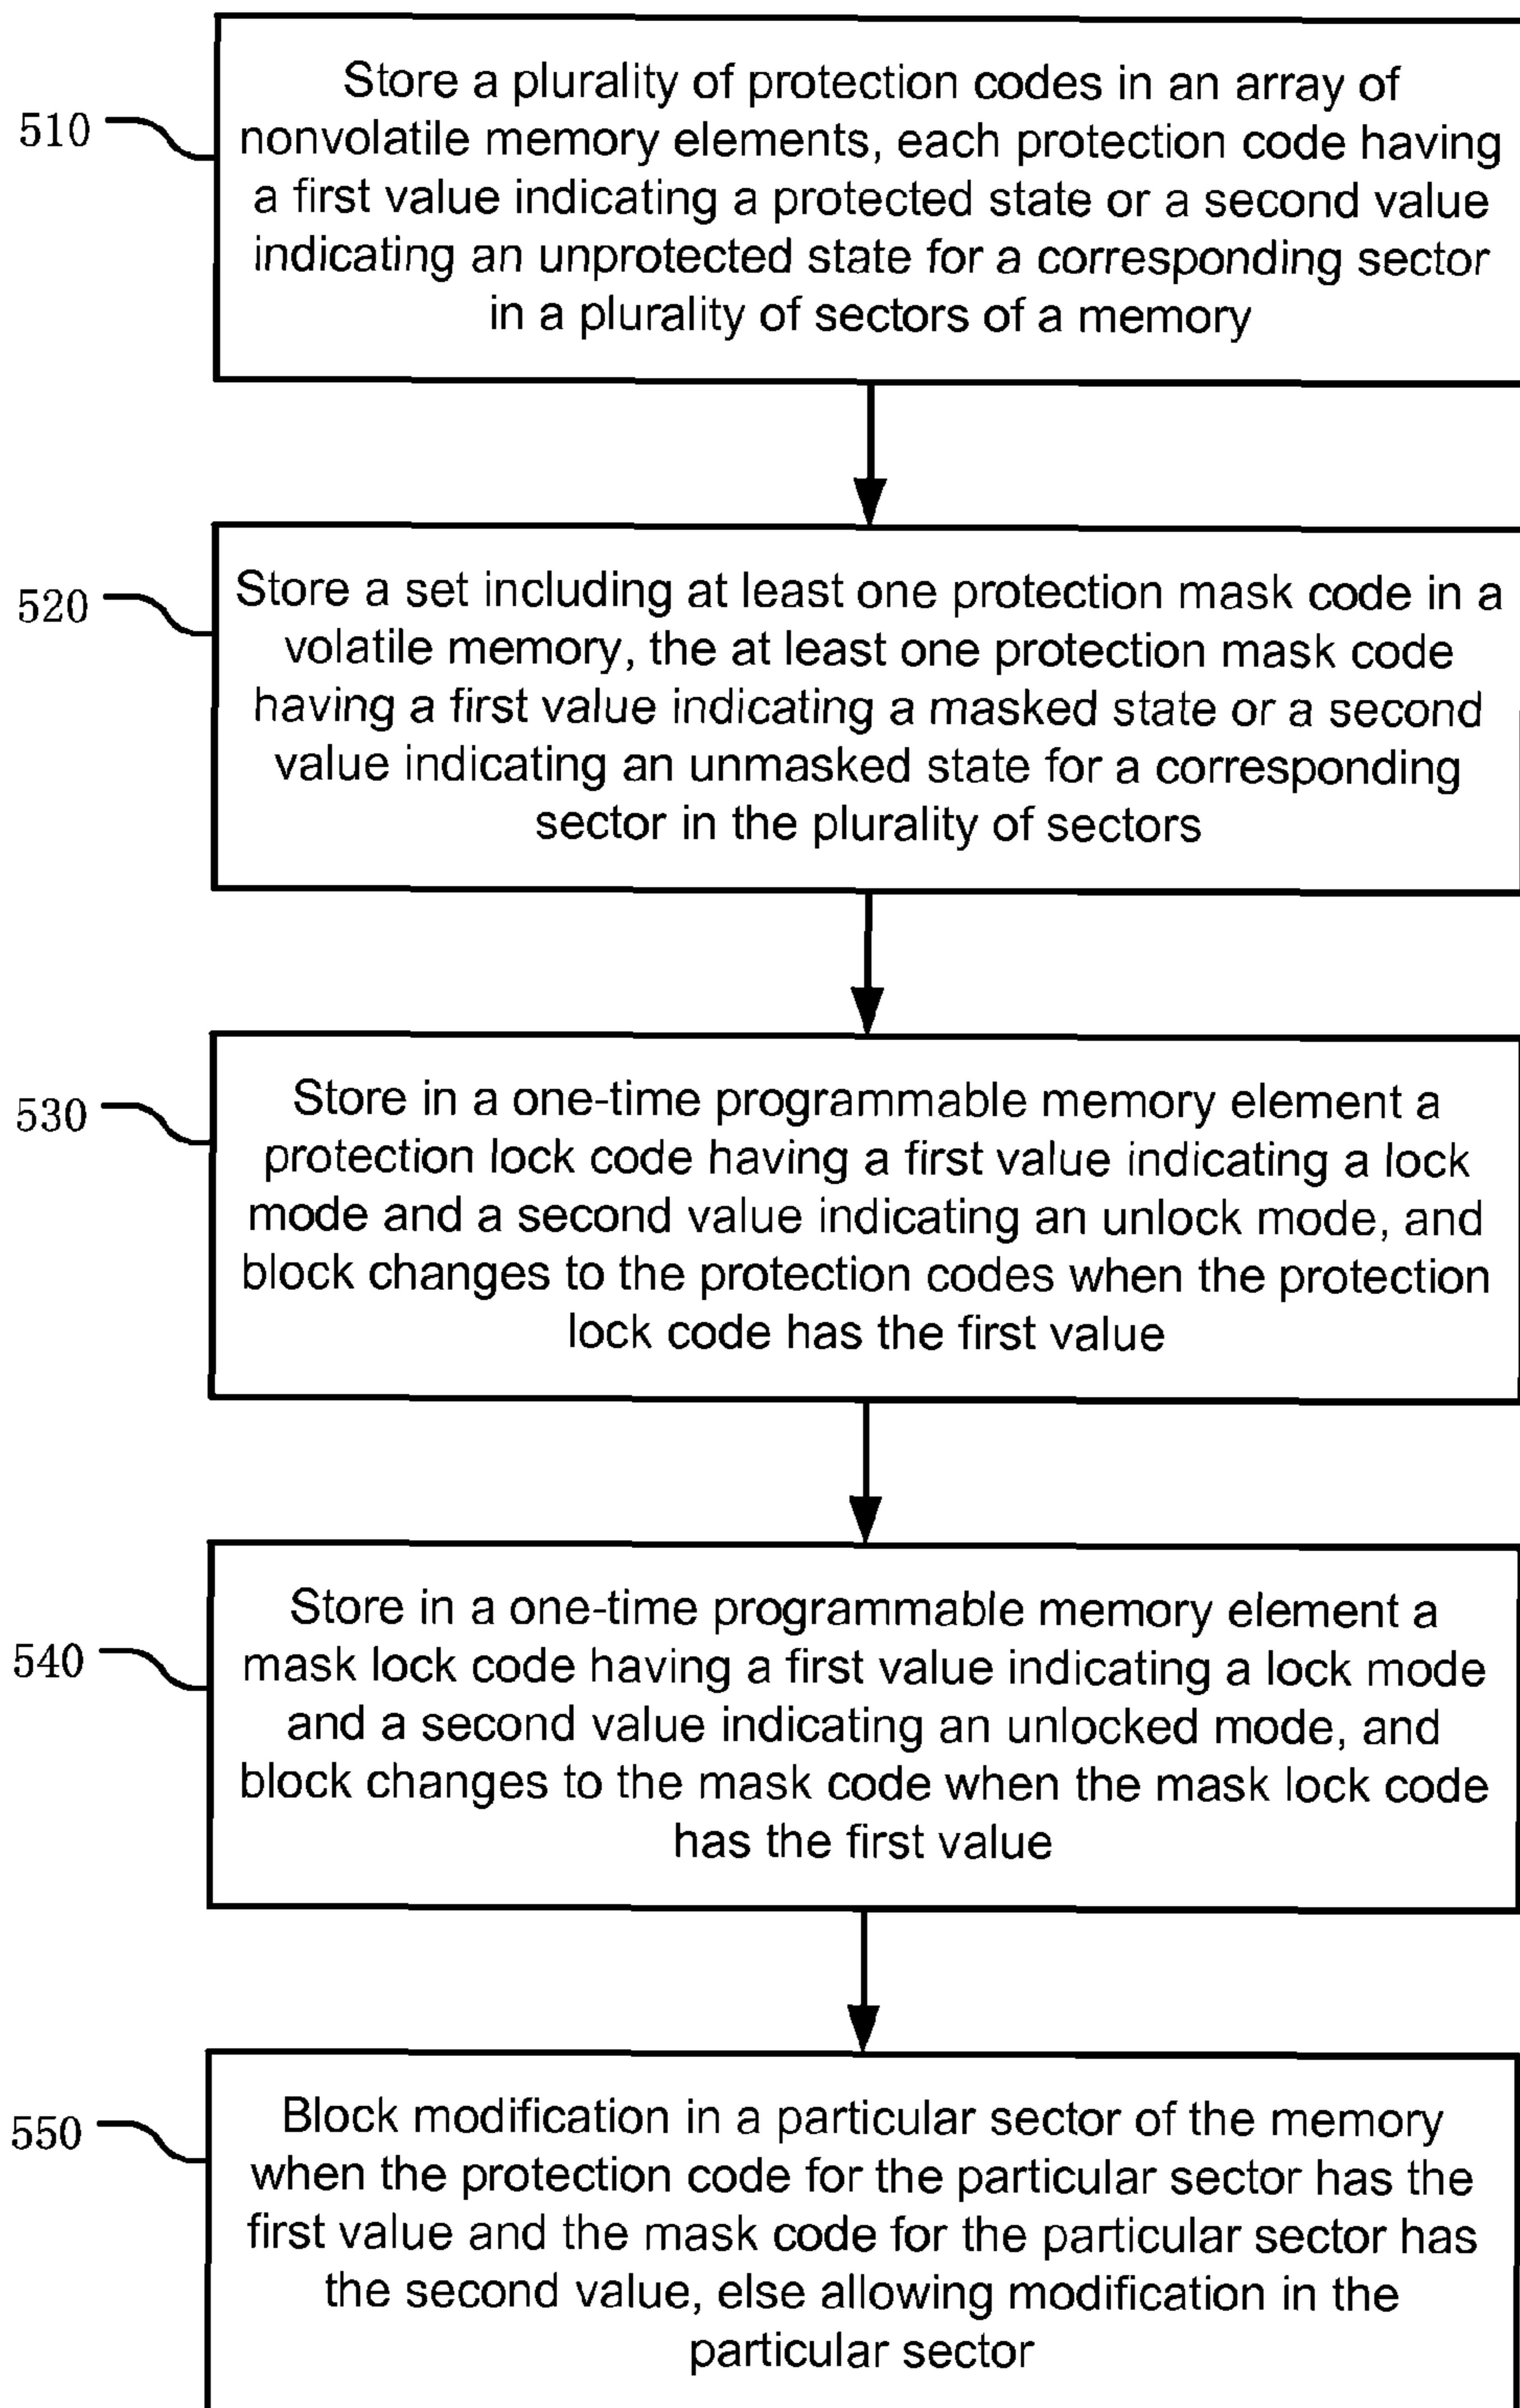 510
Store a plurality of protection codes in an array of
nonvolatile memory elements, each protection code having
a first value indicating a protected state or a second value
indicating an unprotected state for a corresponding sector
in a plurality of sectors of a memory
520
Store a set including at least one protection mask code in a
volatile memory, the at least one protection mask code
having a first value indicating a masked state or a second
value indicating an unmasked state for a corresponding
sector in the plurality of sectors
530
Store in a one-time programmable memory element a
protection lock code having a first value indicating a lock
mode and a second value indicating an unlock mode, and
block changes to the protection codes when the protection
lock code has the first value
540
Store in a one-time programmable memory element a
mask lock code having a first value indicating a lock mode
and a second value indicating an unlocked mode, and
block changes to the mask code when the mask lock code
has the first value
550
Block modification in a particular sector of the memory
when the protection code for the particular sector has the
first value and the mask code for the particular sector has
the second value, else allowing modification in the
particular sector